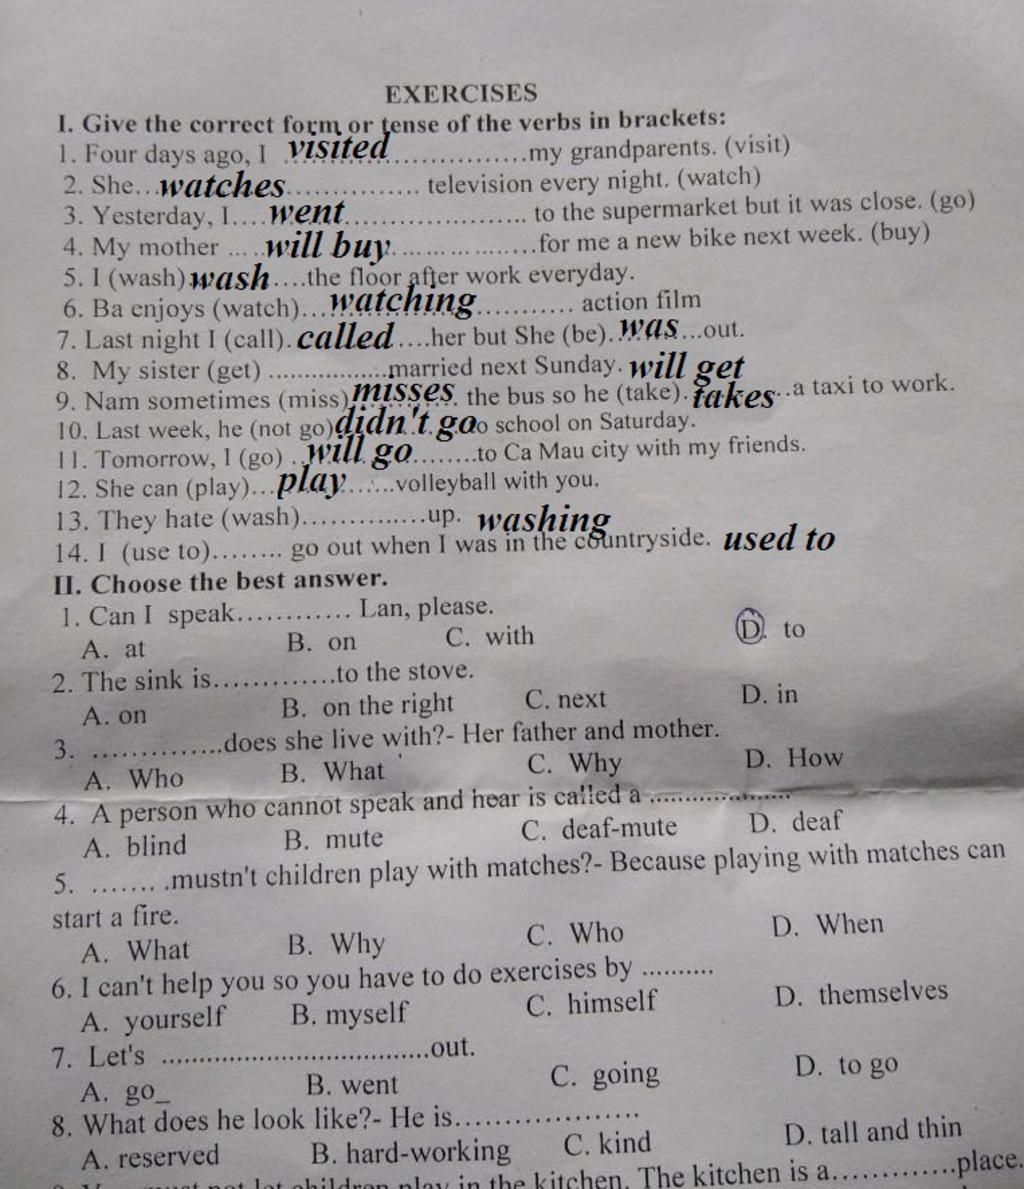 EXERCISES
I. Give the correct form or tense of the verbs in brackets:
1. Four days ago, I visited ..............my grandparents. (visit)
2. She...watches............... television every night. (watch)
3. Yesterday, I....went..................... to the supermarket but it was close. (go)
4. My mother .....will buy...................for me a new bike next week. (buy)
5. I (wash) wash ....the floor after work everyday.
6. Ba enjoys (watch)...watching........... action film
7. Last night I (call). called ....her but She (be). was ...out.
8. My sister (get) .................married next Sunday. will get
9. Nam sometimes (miss) misses the bus so he (take). takes ..a taxi to work.
10. Last week, he (not go) didn't go o school on Saturday.
11. Tomorrow, I (go) ..will go........to Ca Mau city with my friends.
12. She can (play)...play......volleyball with you.
13. They hate (wash)..............up. washing
14. I (use to)........ go out when I was in the countryside. used to
II. Choose the best answer.
1. Can I speak............ Lan, please.
A. at B. on C. with D. to
2. The sink is.............to the stove.
A. on B. on the right C. next D. in
3. ..............does she live with?- Her father and mother.
A. Who B. What C. Why D. How
4. A person who cannot speak and hear is called a ....................
A. blind B. mute C. deaf-mute D. deaf
5. ....... .mustn't children play with matches?- Because playing with matches can
start a fire.
A. What B. Why C. Who D. When
6. I can't help you so you have to do exercises by ..........
A. yourself B. myself C. himself D. themselves
7. Let's ....................................out.
A. go_ B. went C. going D. to go
8. What does he look like?- He is....................
A. reserved B. hard-working C. kind D. tall and thin
not let children play in the kitchen. The kitchen is a.............place.